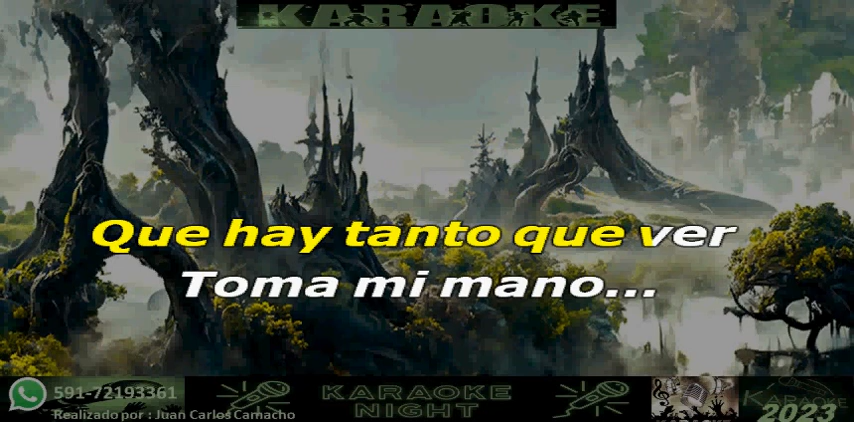 KARAOKE
Que hay tanto que ver
Toma mi mano...
591-72193361
Realizado por : Juan Carlos Camacho
KARAOKE
NIGHT
KARAOKE
2023